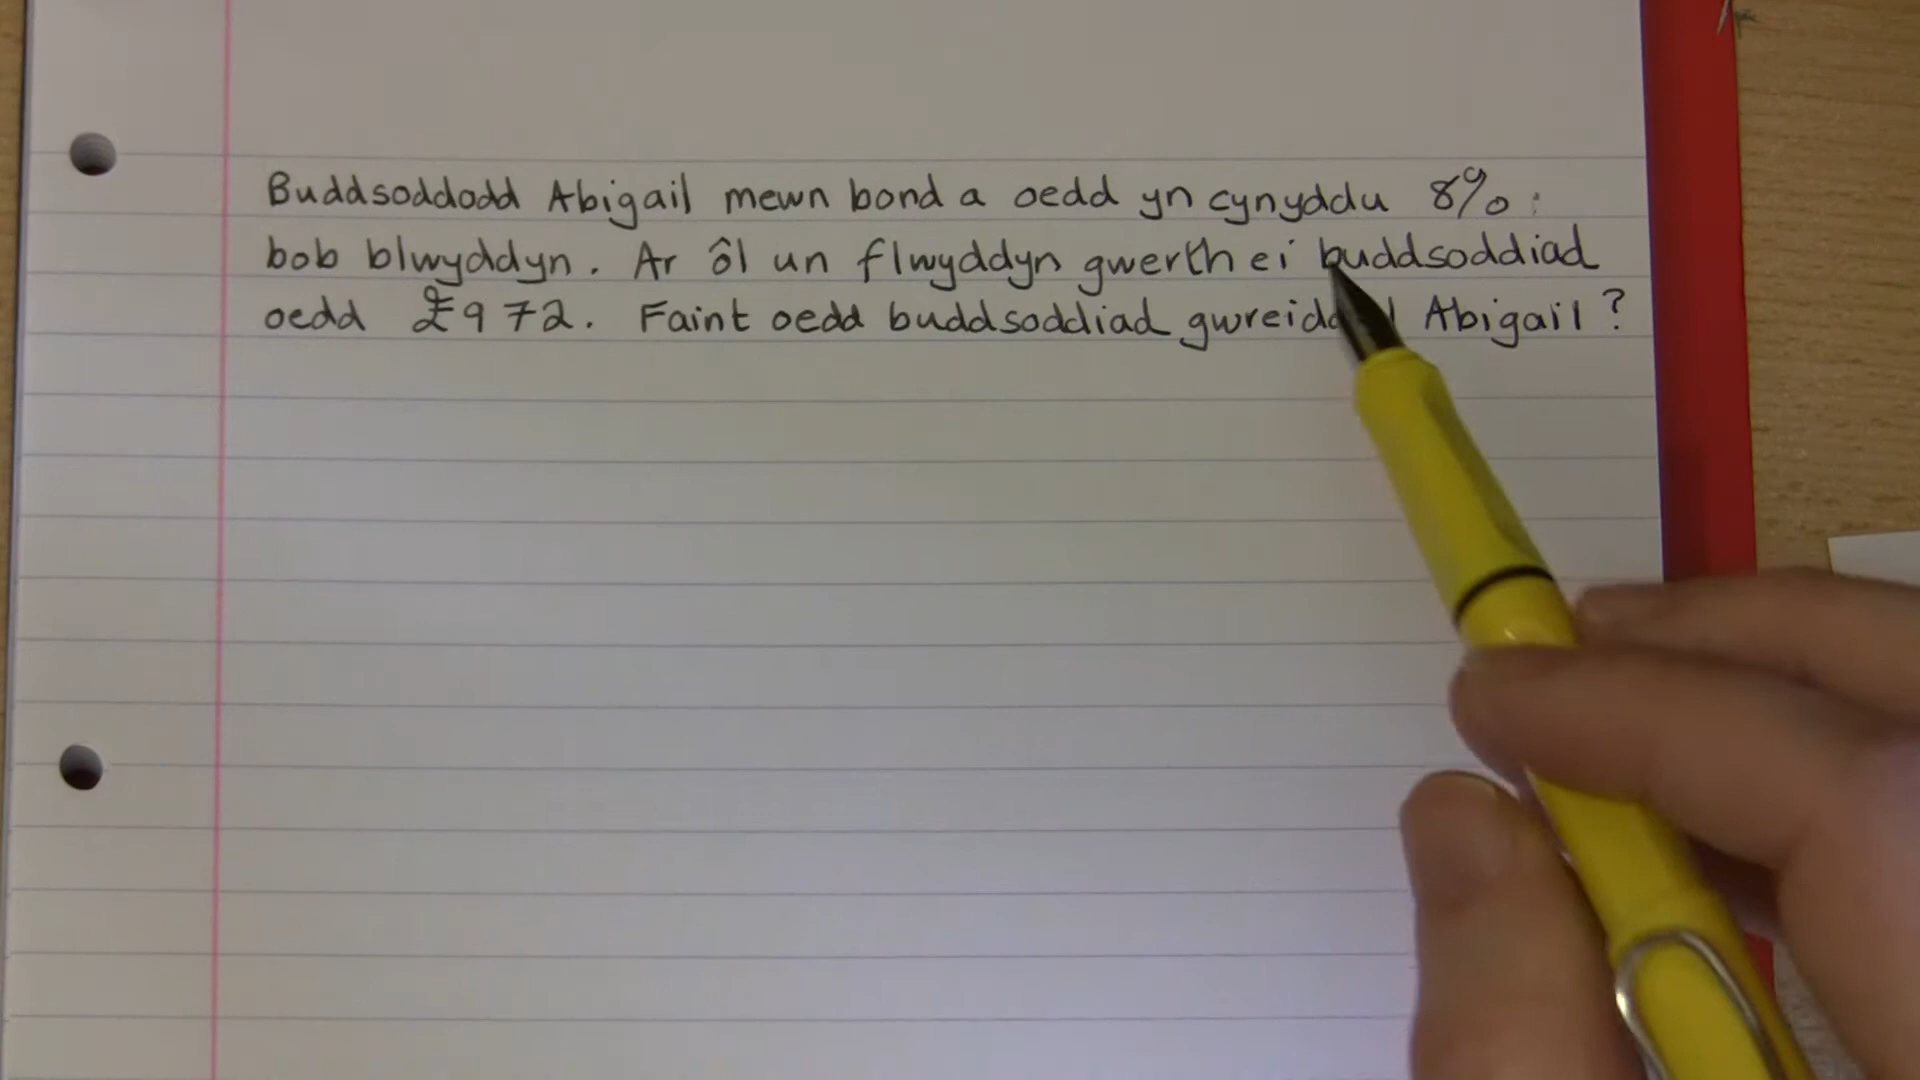 Buddsoddodd Abigail mewn bond a oedd yn cynyddu 8%
bob blwyddyn. Ar ôl un flwyddyn gwerth ei buddsoddiad
oedd £972. Faint oedd buddsoddiad Abigail?